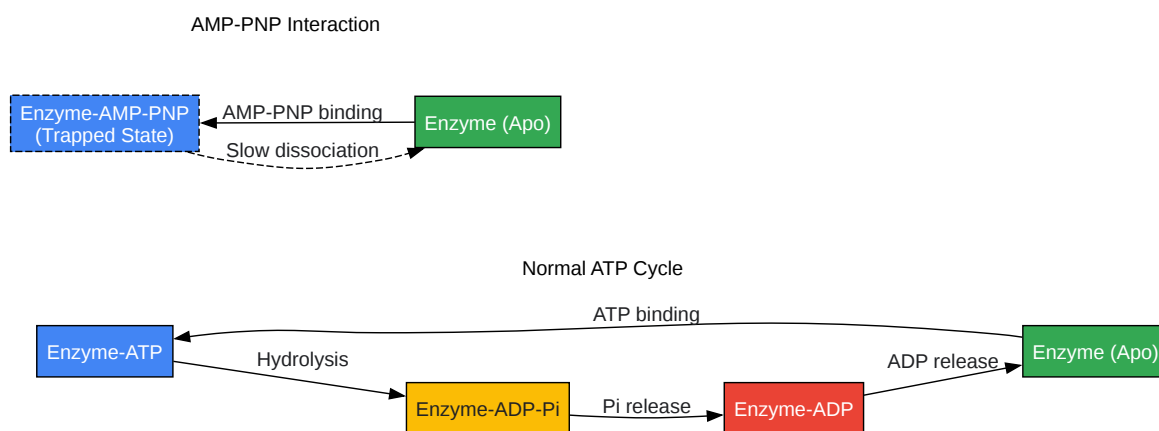 AMP-PNP Interaction
Enzyme-AMP-PNP
(Trapped State)
AMP-PNP binding
Enzyme (Apo)
Slow dissociation
Normal ATP Cycle
ATP binding
Enzyme-ATP
Hydrolysis
Enzyme-ADP-Pi
Pi release
Enzyme-ADP
ADP release
Enzyme (Apo)